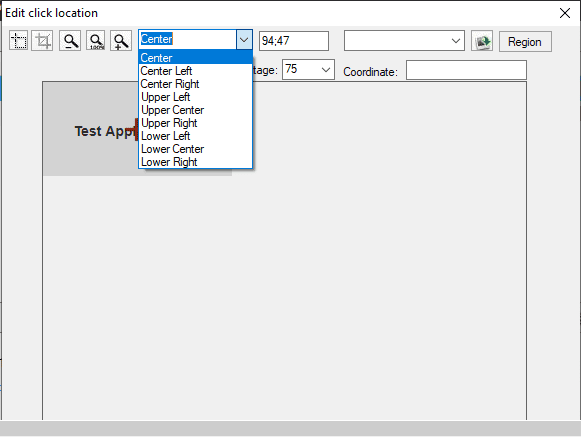 Edit click location
100%
Center
94:47
Region
Center
Center Left
Center Right
Upper Left
Upper Center
Upper Right
Lower Left
Lower Center
Lower Right
tage: 75 Coordinate:
Test App